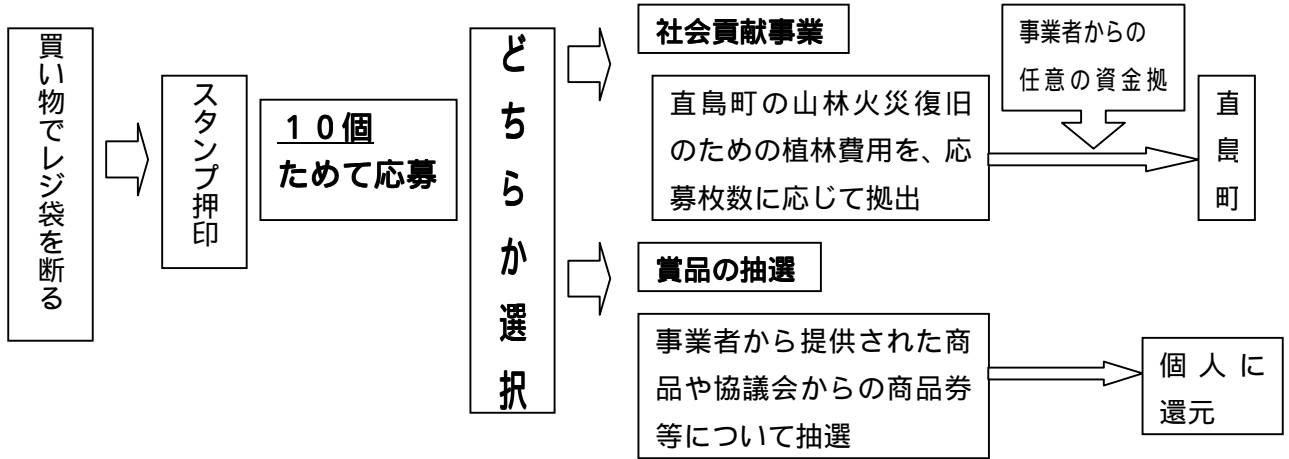 買い物でレジ袋を断る
スタンプ押印
１０個
ためて応募
どちらか選択
社会貢献事業
直島町の山林火災復旧
のための植林費用を、応
募枚数に応じて拠出
事業者からの
任意の資金拠
直島町
賞品の抽選
事業者から提供された商
品や協議会からの商品券
等について抽選
個人に
還元